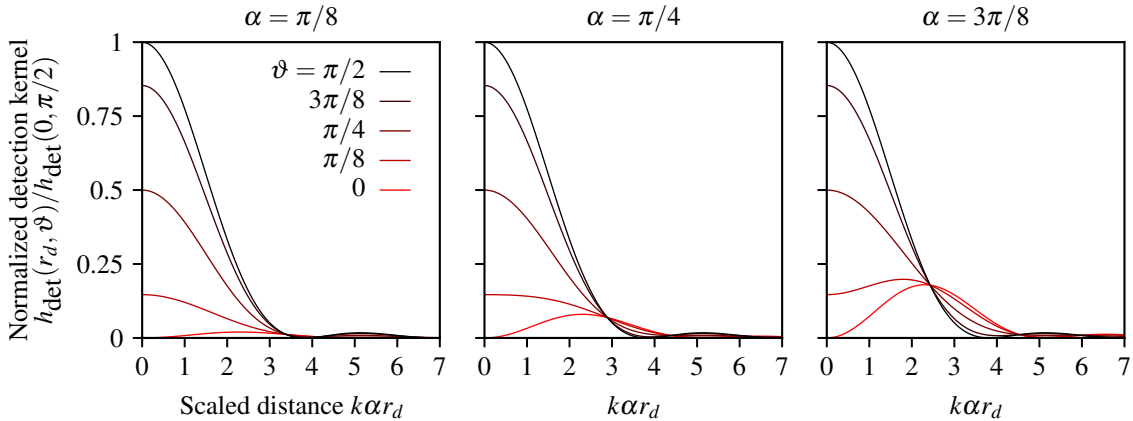 α = π/8
α = π/4
α = 3π/8
Normalized detection kernel
h_det(r_d, ϑ)/h_det(0, π/2)
1
0.75
0.5
0.25
0
ϑ = π/2
3π/8
π/4
π/8
0
0 1 2 3 4 5 6 7
0 1 2 3 4 5 6 7
0 1 2 3 4 5 6 7
Scaled distance kαr_d
kαr_d
kαr_d